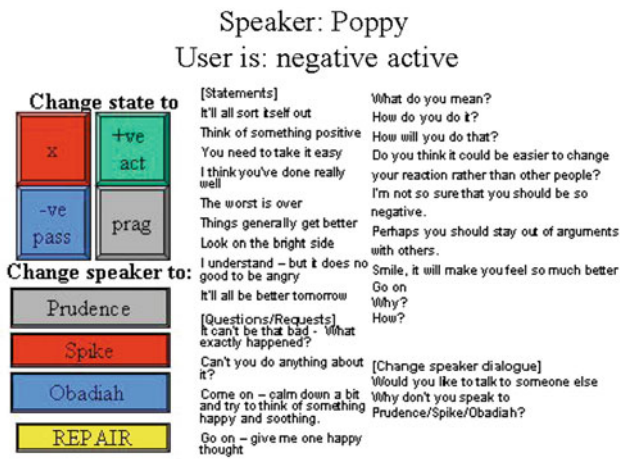 Speaker: Poppy
User is: negative active
Change state to
x
+ve
act
-ve
pass
prag
Change speaker to:
Prudence
Spike
Obadiah
REPAIR
[Statements]
It'll all sort itself out
Think of something positive
You need to take it easy
I think you've done really
well
The worst is over
Things generally get better
Look on the bright side
I understand – but it does no
good to be angry
It'll all be better tomorrow
[Questions/Requests]
It can't be that bad - What
exactly happened?
Can't you do anything about
it?
Come on – calm down a bit
and try to think of something
happy and soothing.
Go on – give me one happy
thought
What do you mean?
How do you do it?
How will you do that?
Do you think it could be easier to change
your reaction rather than other people?
I'm not so sure that you should be so
negative.
Perhaps you should stay out of arguments
with others.
Smile, it will make you feel so much better
Go on
Why?
How?
[Change speaker dialogue]
Would you like to talk to someone else
Why don't you speak to
Prudence/Spike/Obadiah?